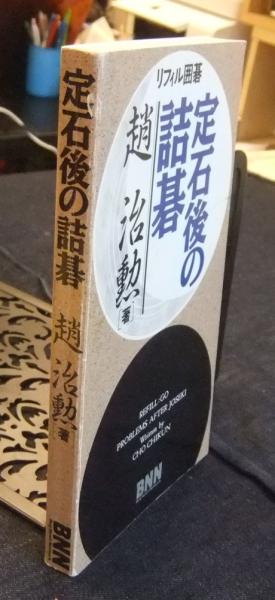 定石後の詰碁
趙治勲[著]
BNN
リフィル囲碁
定石後の
詰碁
趙治勲[著]
REFILL-GO
PROBLEMS AFTER JOSEKI
Written by
CHO CHIKUN
BNN